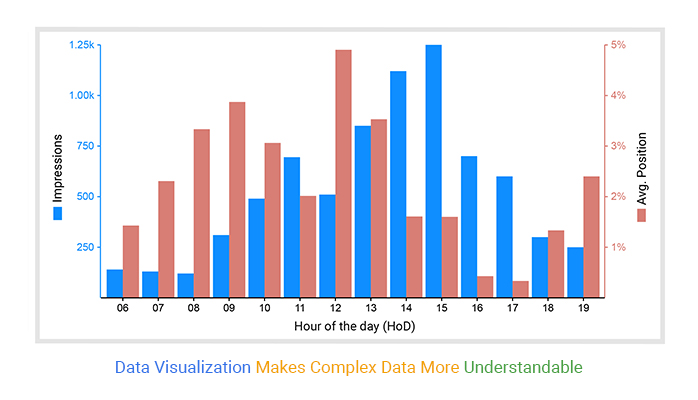 1.25k
1.00k
750
500
250
Impressions
5%
4%
3%
2%
1%
Avg. Position
06 07 08 09 10 11 12 13 14 15 16 17 18 19
Hour of the day (HoD)
Data Visualization Makes Complex Data More Understandable